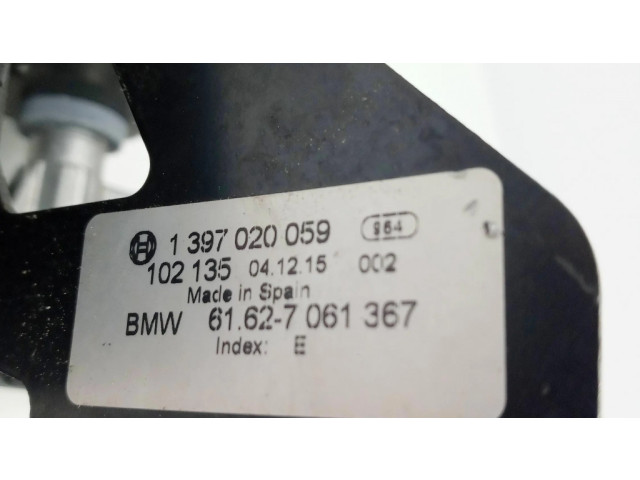 1 397 020 059 964
102 135 04.12.15 002
Made in Spain
BMW 61.62-7 061 367
Index: E